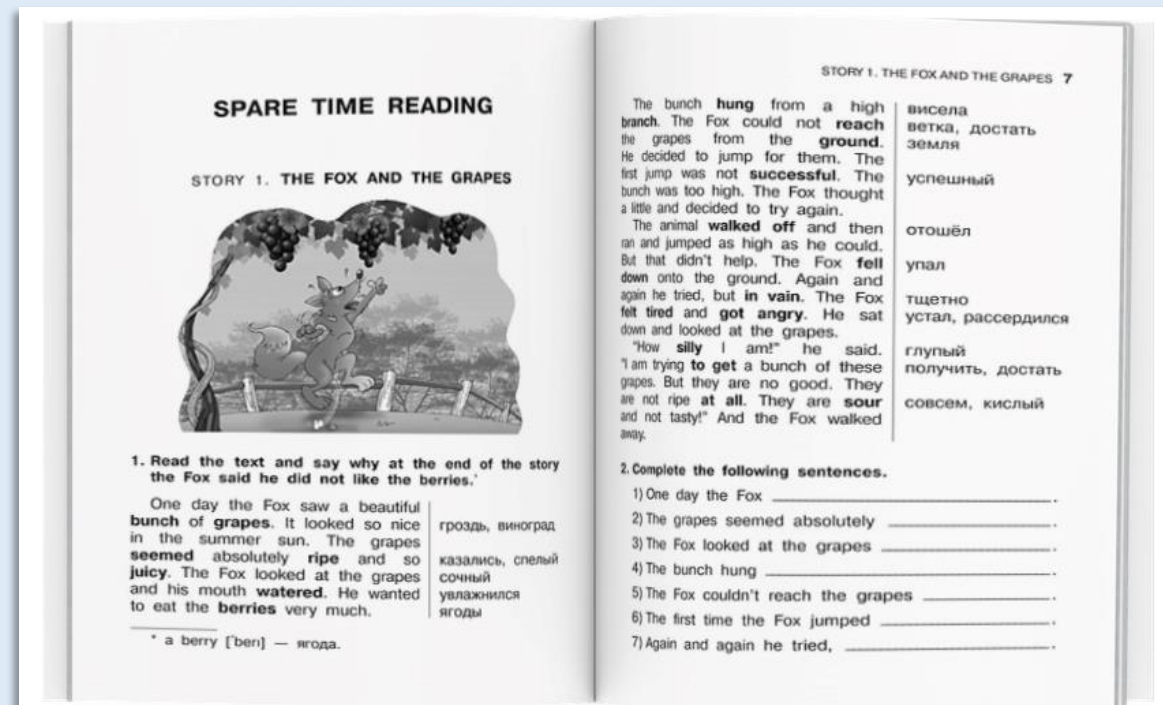 SPARE TIME READING
STORY 1. THE FOX AND THE GRAPES
1. Read the text and say why at the end of the story
the Fox said he did not like the berries.*
One day the Fox saw a beautiful
bunch of grapes. It looked so nice
in the summer sun. The grapes
seemed absolutely ripe and so
juicy. The Fox looked at the grapes
and his mouth watered. He wanted
to eat the berries very much.
гроздь, виноград
казались, спелый
сочный
увлажнился
ягоды
* a berry [ˈberı] — ягода.
STORY 1. THE FOX AND THE GRAPES 7
The bunch hung from a high
branch. The Fox could not reach
the grapes from the ground.
He decided to jump for them. The
first jump was not successful. The
bunch was too high. The Fox thought
a little and decided to try again.
The animal walked off and then
ran and jumped as high as he could.
But that didn't help. The Fox fell
down onto the ground. Again and
again he tried, but in vain. The Fox
felt tired and got angry. He sat
down and looked at the grapes.
"How silly I am!" he said.
"I am trying to get a bunch of these
grapes. But they are no good. They
are not ripe at all. They are sour
and not tasty!" And the Fox walked
away.
висела
ветка, достать
земля
успешный
отошёл
упал
тщетно
устал, рассердился
глупый
получить, достать
совсем, кислый
2. Complete the following sentences.
1) One day the Fox ____.
2) The grapes seemed absolutely ____.
3) The Fox looked at the grapes ____.
4) The bunch hung ____.
5) The Fox couldn't reach the grapes ____.
6) The first time the Fox jumped ____.
7) Again and again he tried, ____.